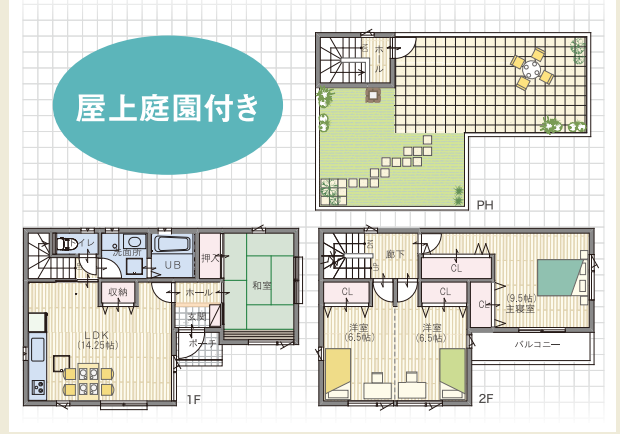 屋上庭園付き
ホール
DN
PH
トイレ
洗面所
UB
押入
和室
収納
ホール
玄関
LDK
(14.25帖)
ポーチ
1F
DN
UP
廊下
CL
CL
CL
CL
(9.5帖)
主寝室
洋室
(6.5帖)
洋室
(6.5帖)
バルコニー
2F